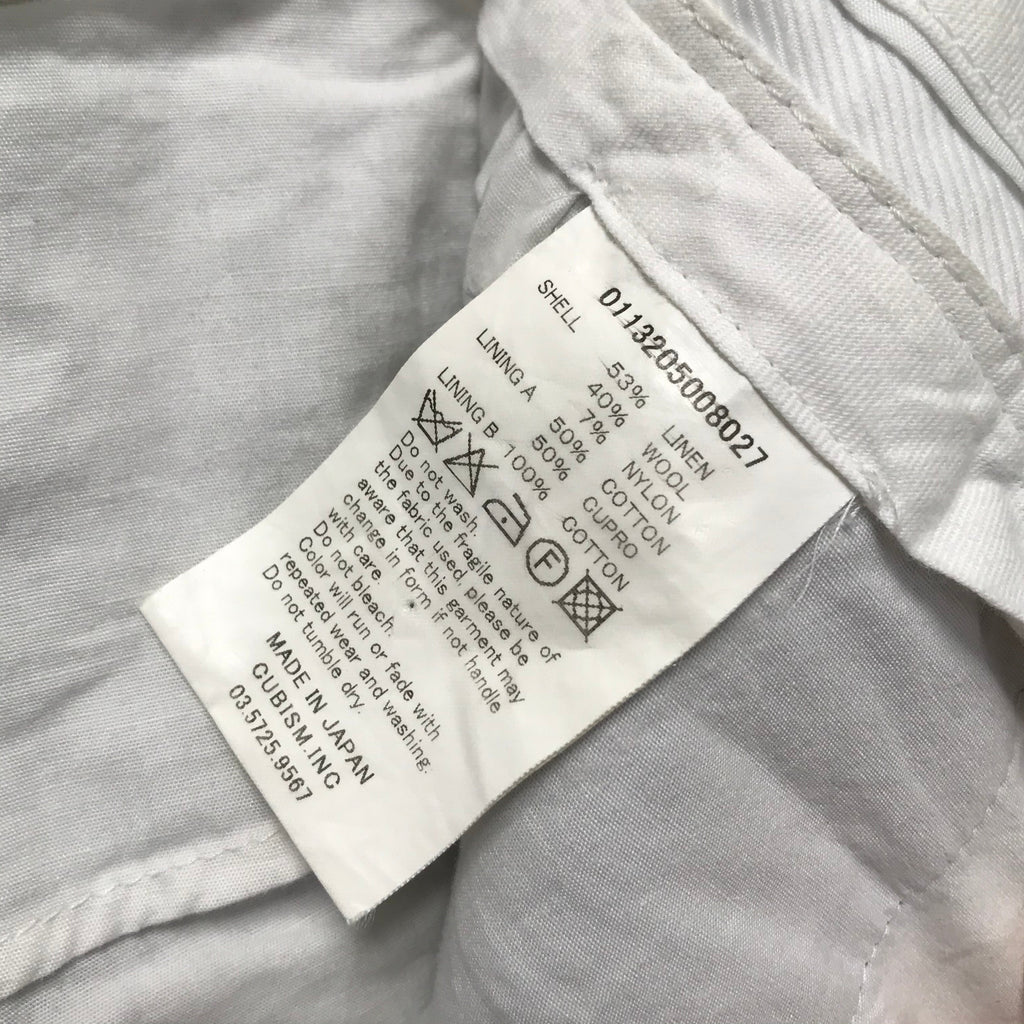 0113205008027
SHELL 53% LINEN
40% WOOL
7% NYLON
LINING A 50% COTTON
50% CUPRO
LINING B 100% COTTON
F
Do not wash.
Due to the fragile nature of
the fabric used, please be
aware that this garment may
change in form if not handle
with care.
Do not bleach.
Color will run or fade with
repeated wear and washing.
Do not tumble dry.
MADE IN JAPAN
CUBISM.INC
03.5725.9567